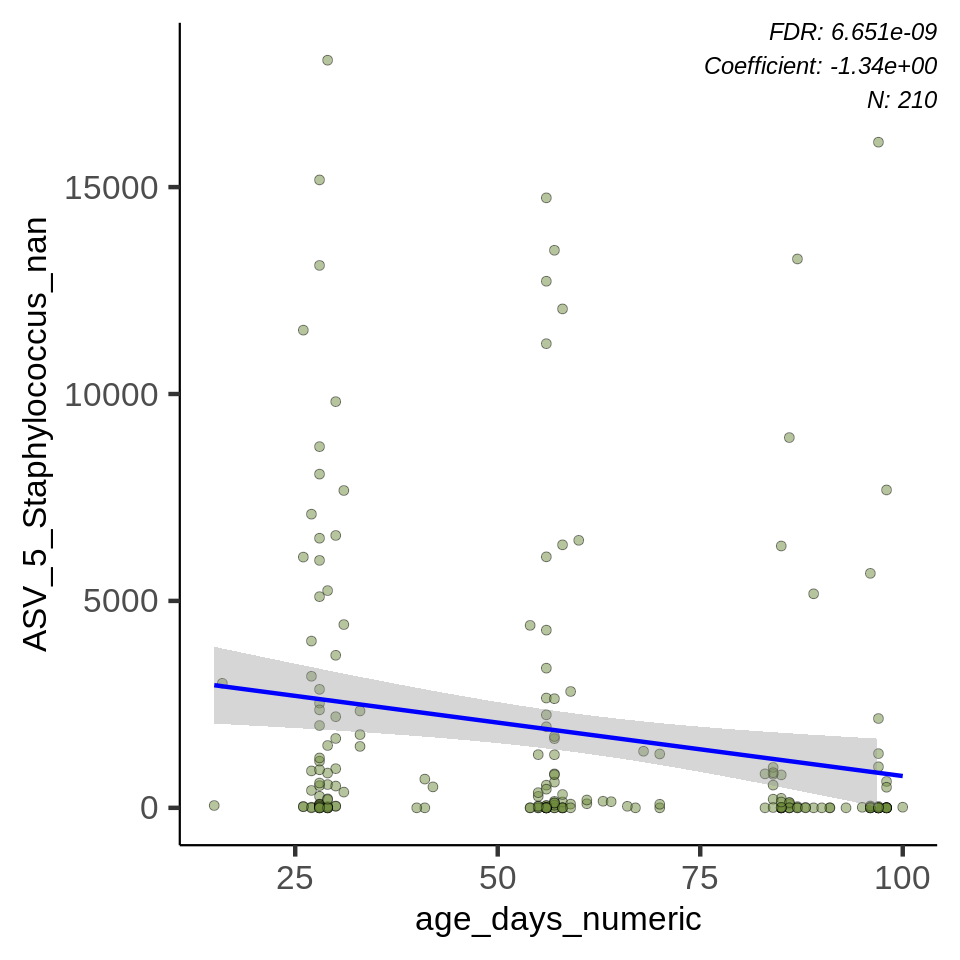 FDR: 6.651e-09
Coefficient: -1.34e+00
N: 210
15000
10000
5000
0
ASV_5_Staphylococcus_nan
25 50 75 100
age_days_numeric